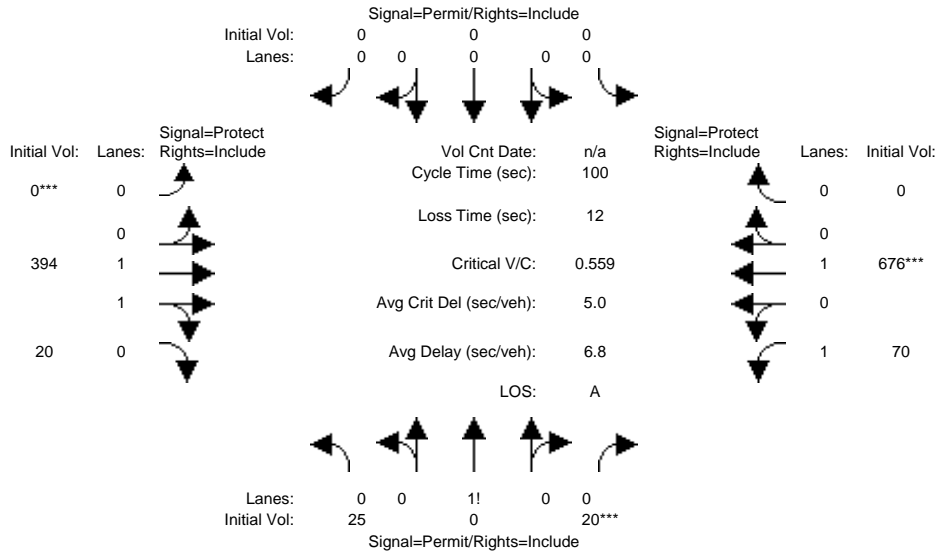 Signal=Permit/Rights=Include
Initial Vol: 0 0 0
Lanes: 0 0 0 0 0
Signal=Protect Signal=Protect
Initial Vol: Lanes: Rights=Include Vol Cnt Date: n/a Rights=Include Lanes: Initial Vol:
Cycle Time (sec): 100
0*** 0 0 0
Loss Time (sec): 12
0 0
394 1 Critical V/C: 0.559 1 676***
1 Avg Crit Del (sec/veh): 5.0 0
20 0 Avg Delay (sec/veh): 6.8 1 70
LOS: A
Lanes: 0 0 1! 0 0
Initial Vol: 25 0 20***
Signal=Permit/Rights=Include